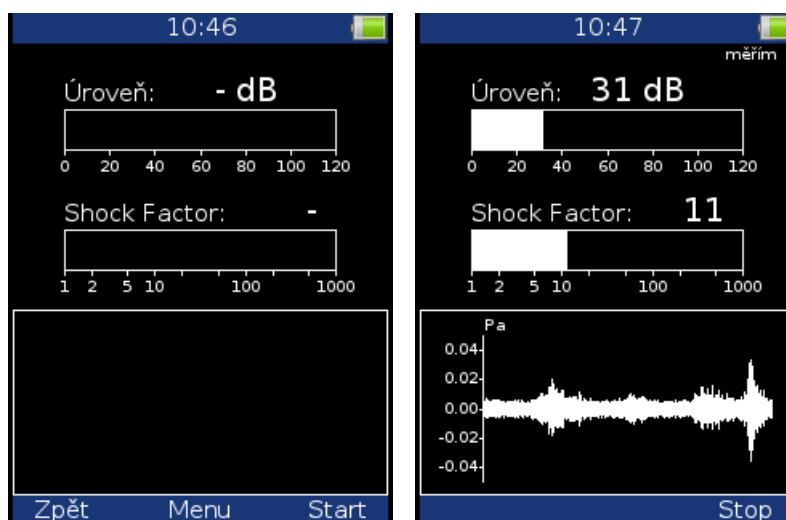 10:46
Úroveň: - dB
0 20 40 60 80 100 120
Shock Factor: -
1 2 5 10 100 1000
Zpět Menu Start
10:47
měřím
Úroveň: 31 dB
0 20 40 60 80 100 120
Shock Factor: 11
1 2 5 10 100 1000
Pa
0.04
0.02
0.00
-0.02
-0.04
Stop